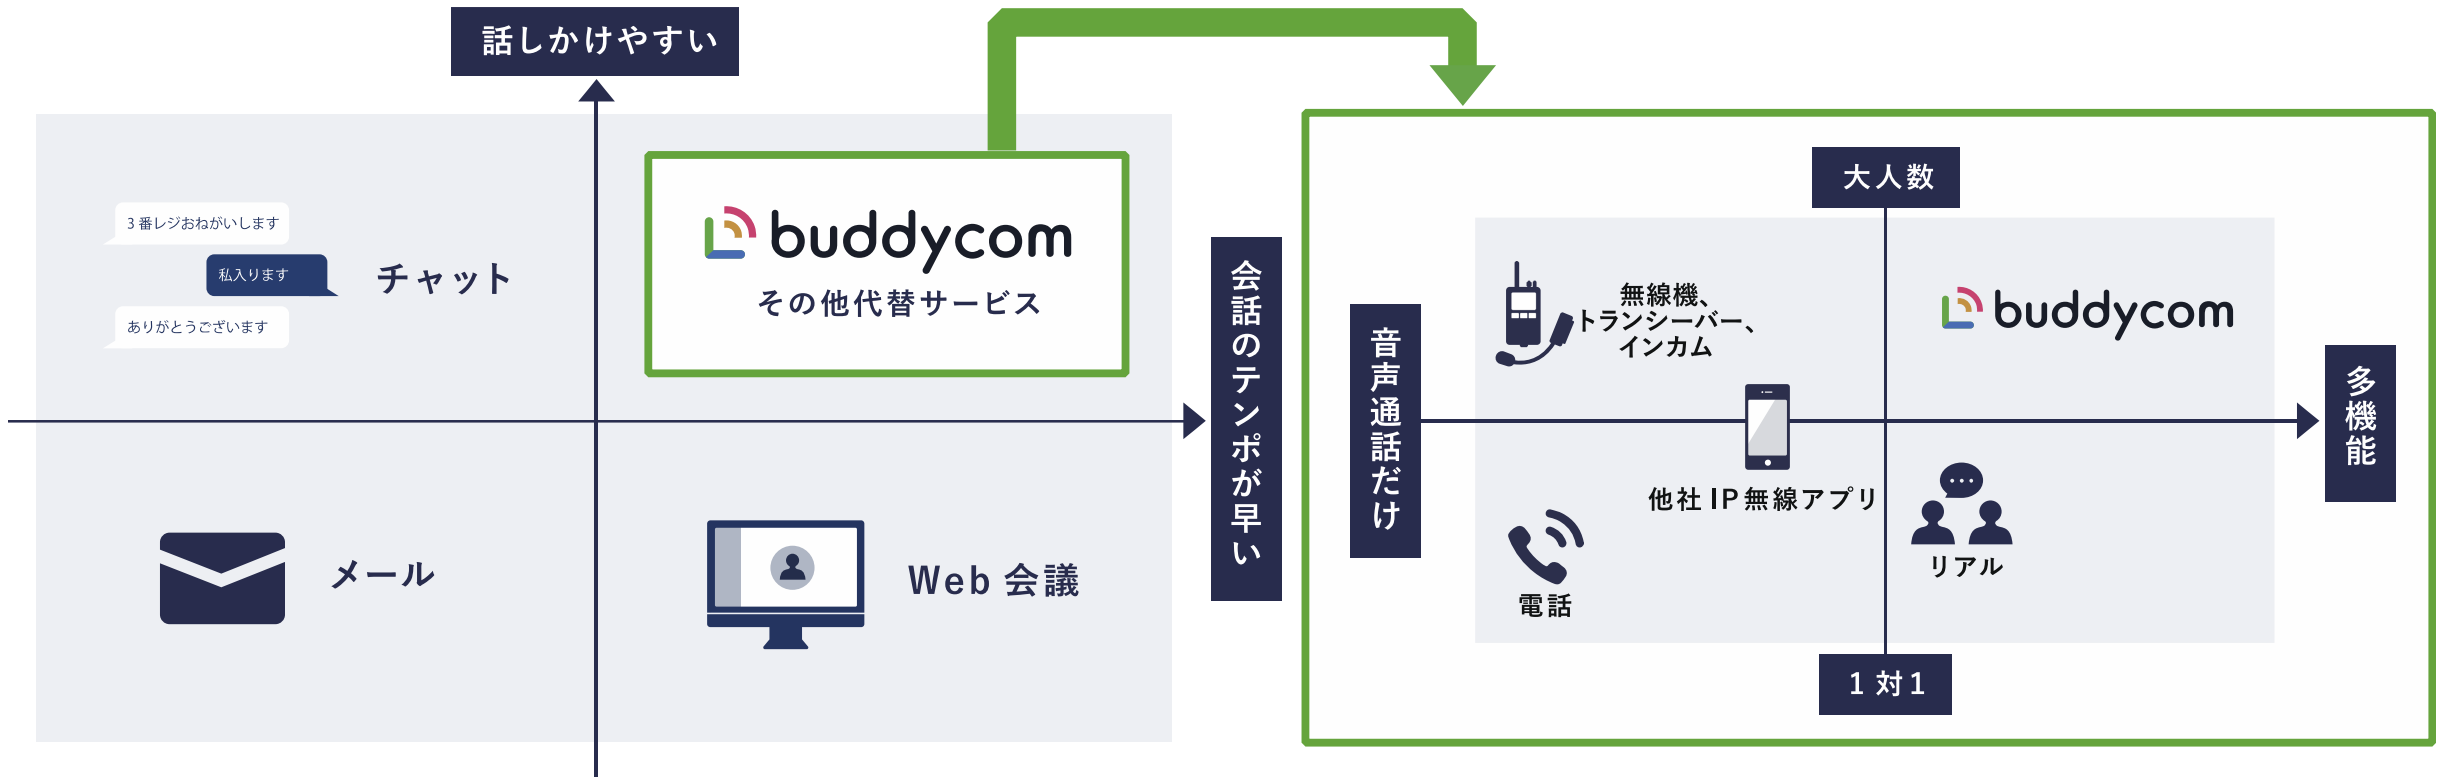 話しかけやすい
3番レジおねがいします
私入ります
ありがとうございます
チャット
buddycom
その他代替サービス
会話のテンポが早い
メール
Web会議
大人数
音声通話だけ
無線機、
トランシーバー、
インカム
buddycom
多機能
他社IP無線アプリ
電話
リアル
1対1